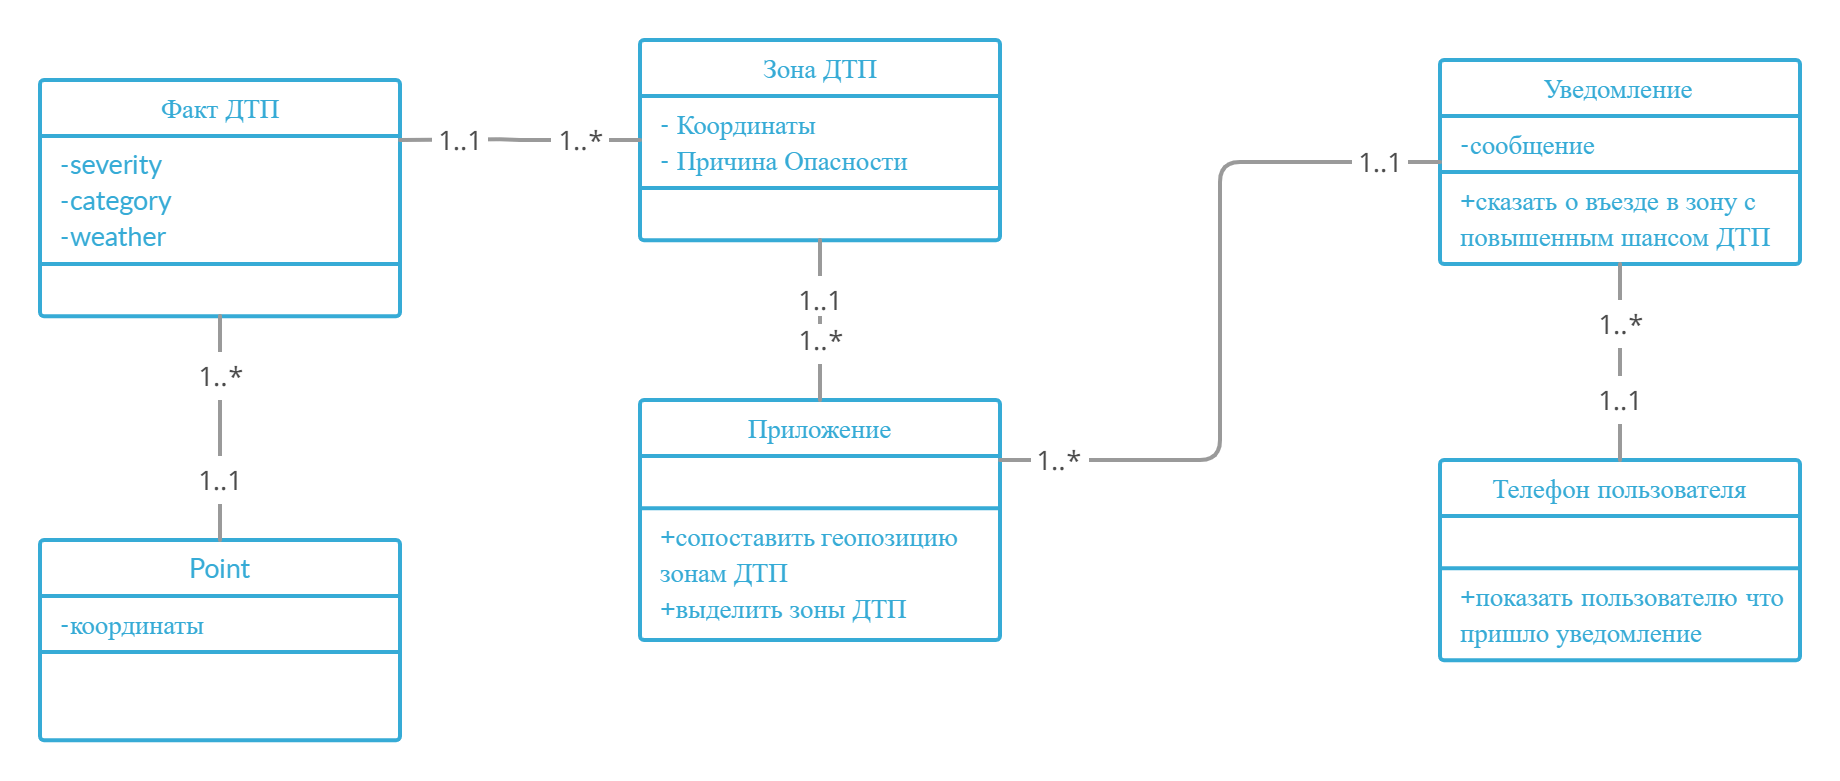 Факт ДТП
-severity
-category
-weather
1..1
1..*
Зона ДТП
- Координаты
- Причина Опасности
1..1
1..*
Приложение
+сопоставить геопозицию
зонам ДТП
+выделить зоны ДТП
1..*
1..1
Point
-координаты
1..*
1..1
Уведомление
-сообщение
+сказать о въезде в зону с
повышенным шансом ДТП
1..*
1..1
Телефон пользователя
+показать пользователю что
пришло уведомление